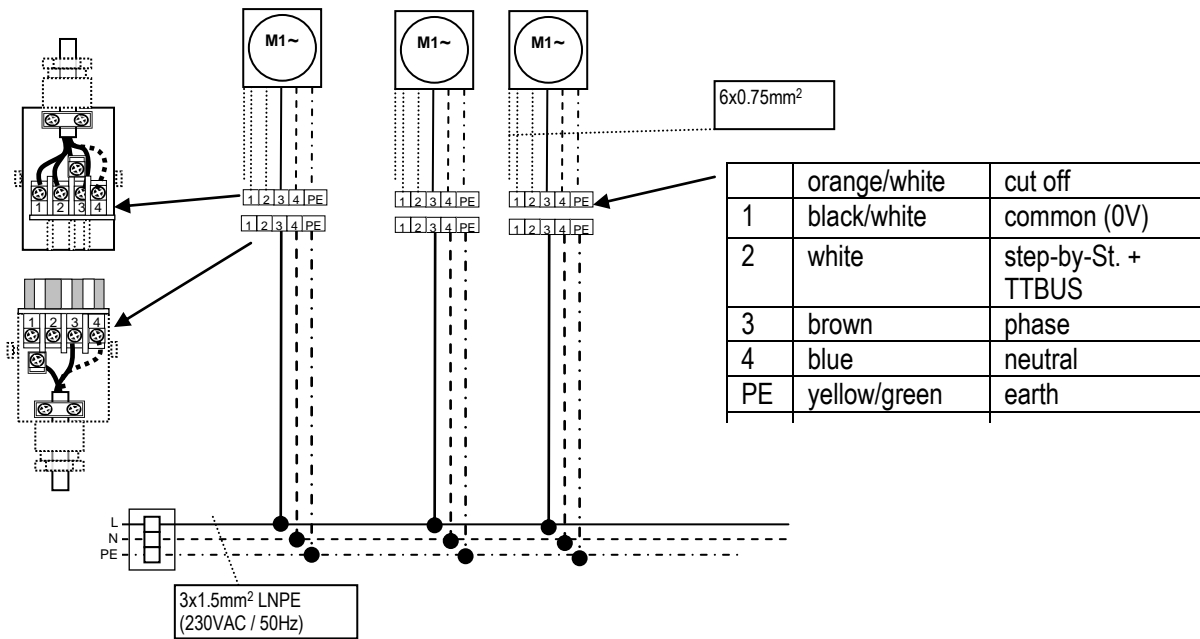 M1~
M1~
M1~
6x0.75mm²
1 2 3 4
1 2 3 4 PE
1 2 3 4 PE
1 2 3 4 PE
1 2 3 4 PE
1 2 3 4 PE
1 2 3 4 PE
1 2 3 4
orange/white cut off
1 black/white common (0V)
2 white step-by-St. +
TTBUS
3 brown phase
4 blue neutral
PE yellow/green earth
L
N
PE
3x1.5mm² LNPE
(230VAC / 50Hz)